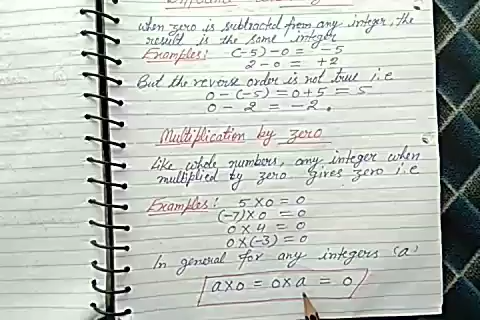 when zero is subtracted from any integer, the
result is the same integer
Examples: (-5)-0 = -5
2-0 = +2
But the reverse order is not true i.e
0-(-5) = 0+5 = 5
0-2 = -2.
Multiplication by zero
Like whole numbers, any integer when
multiplied by zero gives zero i.e
Examples: 5×0 = 0
(-7)×0 = 0
0×4 = 0
0×(-3) = 0
In general for any integers 'a'
a×0 = 0×a = 0